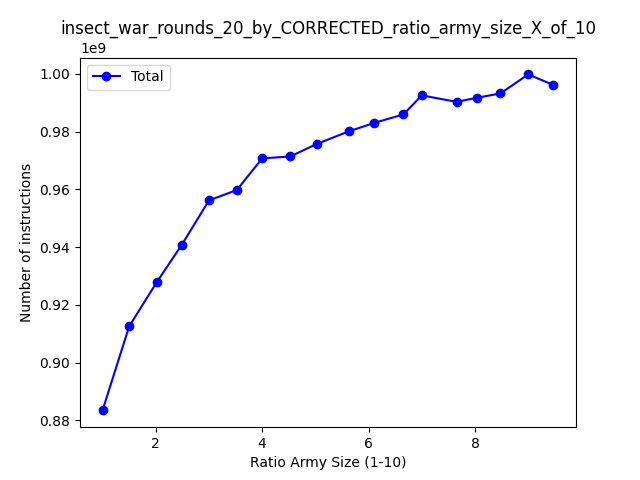 insect_war_rounds_20_by_CORRECTED_ratio_army_size_X_of_10
1e9
Total
1.00
0.98
0.96
0.94
0.92
0.90
0.88
Number of instructions
2 4 6 8
Ratio Army Size (1-10)